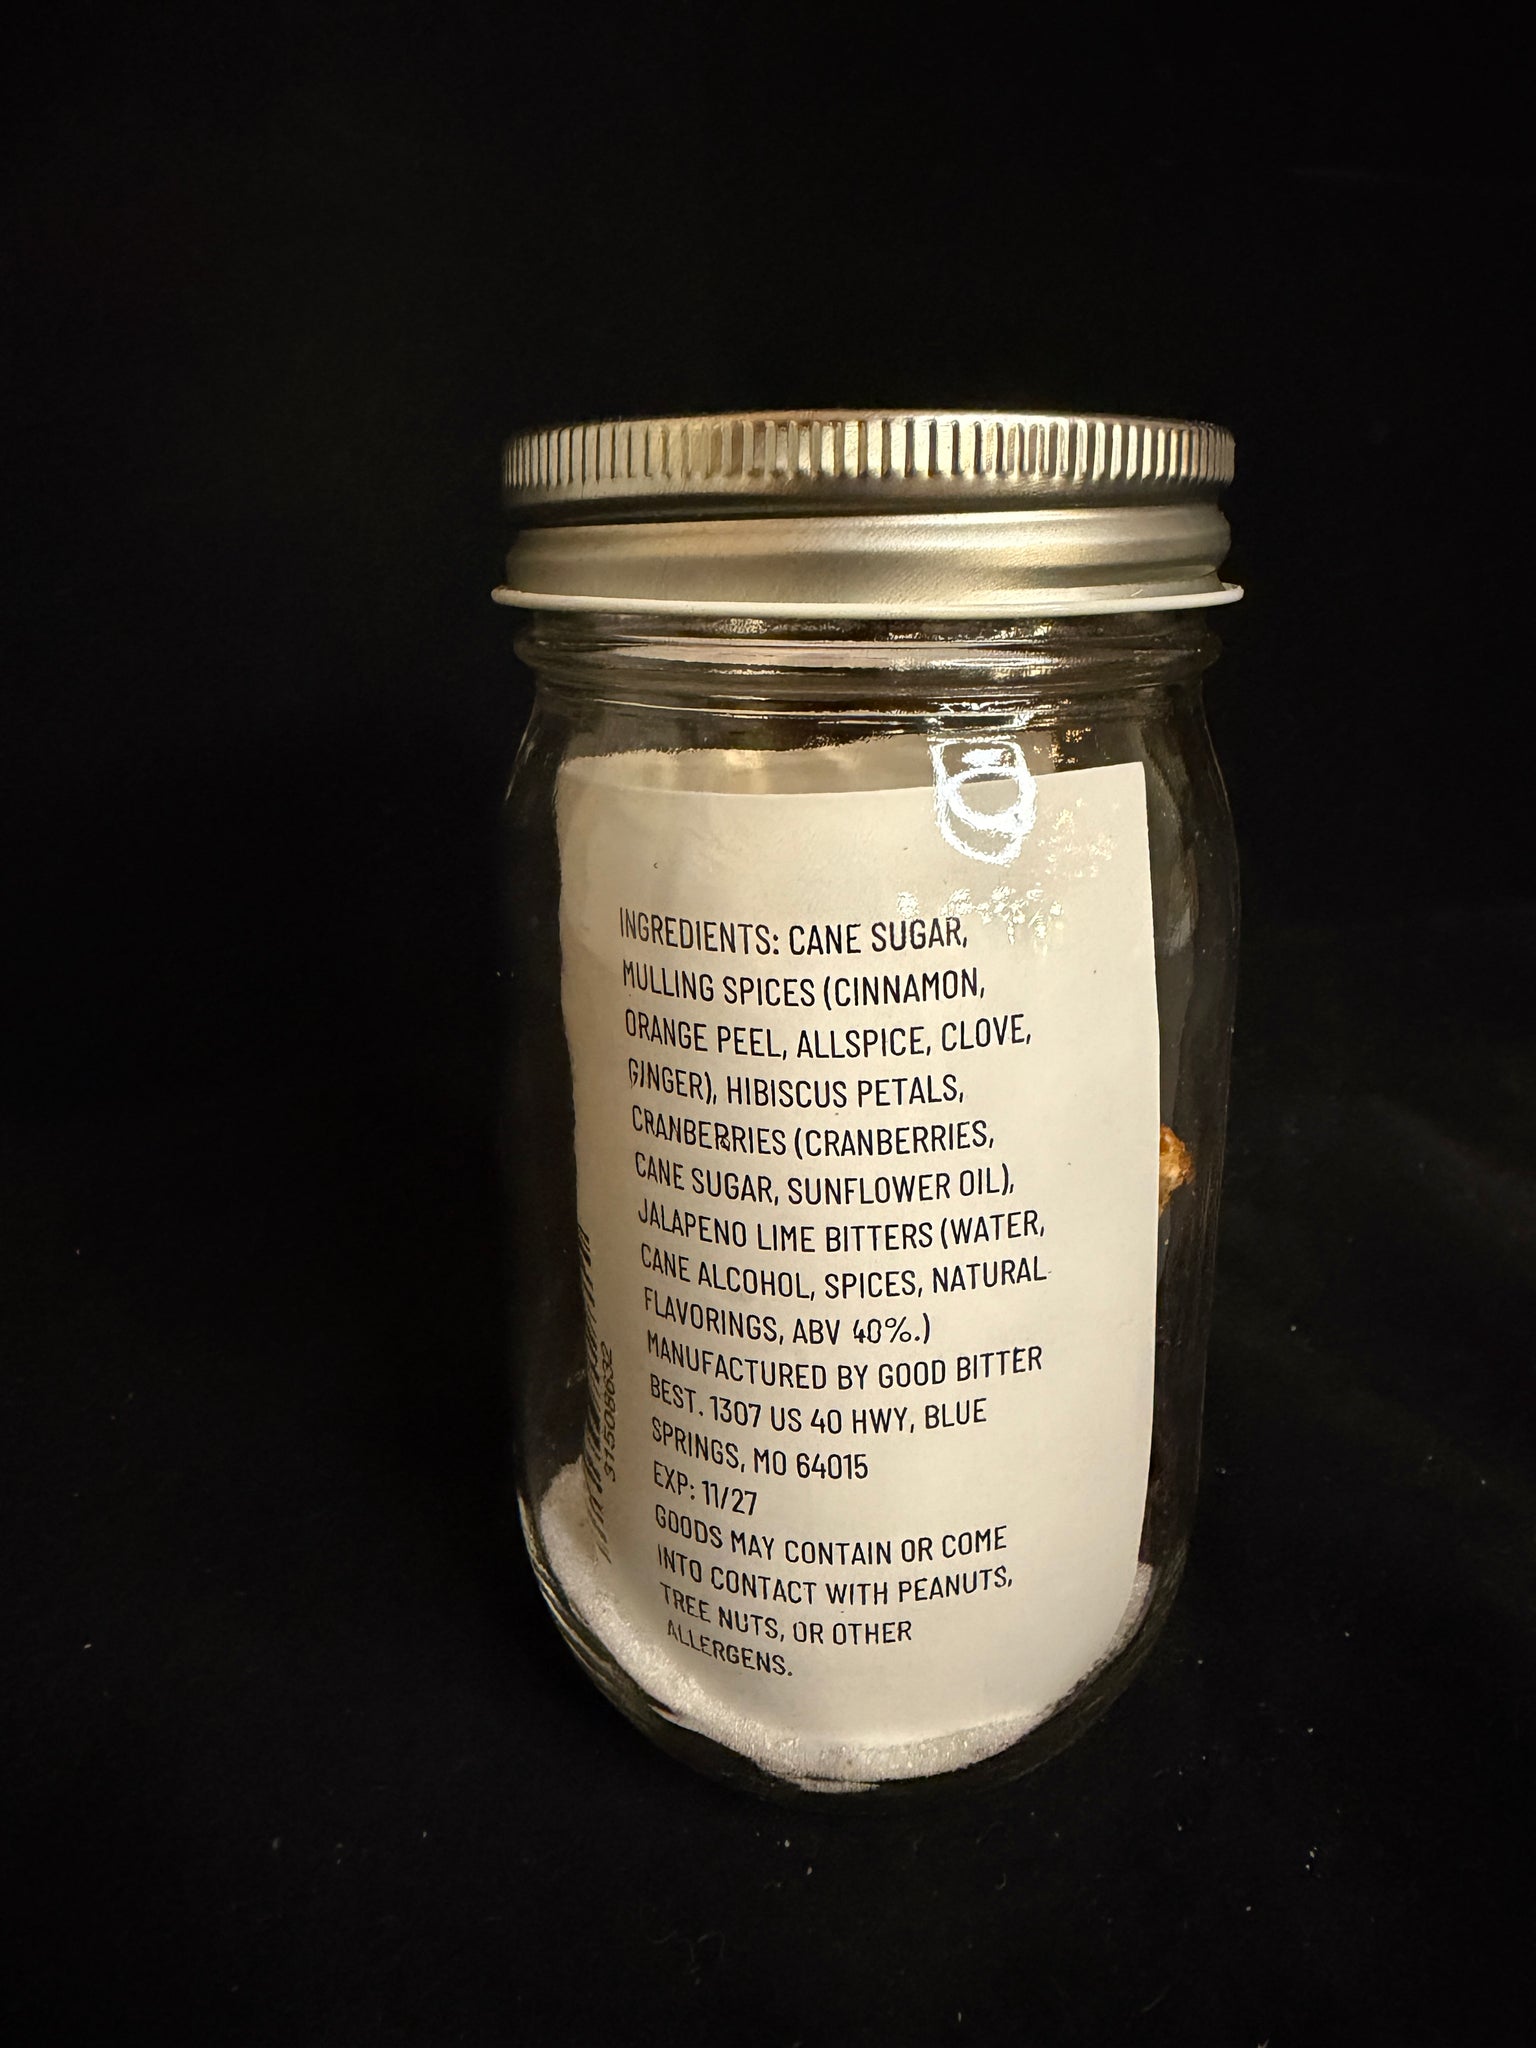 INGREDIENTS: CANE SUGAR,
MULLING SPICES (CINNAMON,
ORANGE PEEL, ALLSPICE, CLOVE,
GINGER), HIBISCUS PETALS,
CRANBERRIES (CRANBERRIES,
CANE SUGAR, SUNFLOWER OIL),
JALAPENO LIME BITTERS (WATER,
CANE ALCOHOL, SPICES, NATURAL
FLAVORINGS, ABV 40%.)
MANUFACTURED BY GOOD BITTER
BEST. 1307 US 40 HWY, BLUE
SPRINGS, MO 64015
EXP: 11/27
GOODS MAY CONTAIN OR COME
INTO CONTACT WITH PEANUTS,
TREE NUTS, OR OTHER
ALLERGENS.